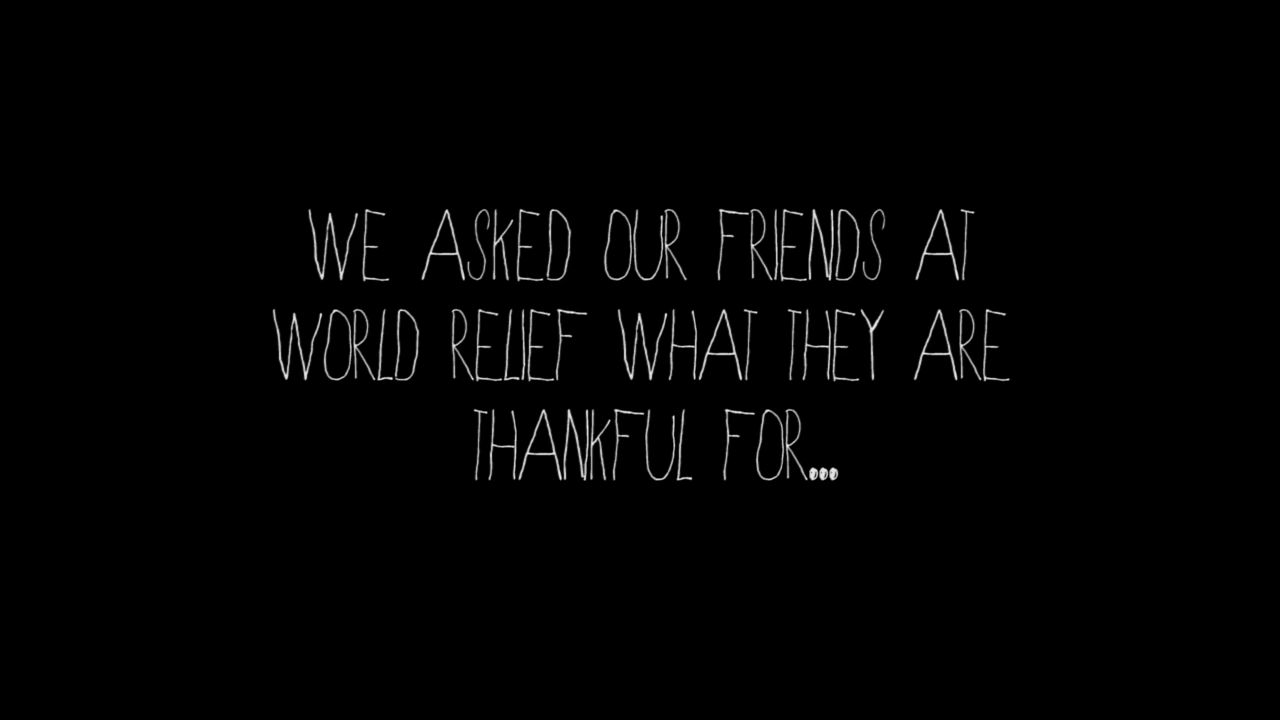 WE ASKED OUR FRIENDS AT
WORLD RELIEF WHAT THEY ARE
THANKFUL FOR...